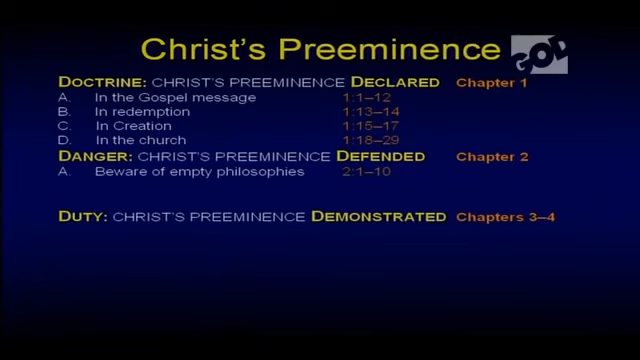 Christ's Preeminence
GOD
DOCTRINE: CHRIST'S PREEMINENCE DECLARED Chapter 1
A. In the Gospel message 1:1–12
B. In redemption 1:13–14
C. In Creation 1:15–17
D. In the church 1:18–29
DANGER: CHRIST'S PREEMINENCE DEFENDED Chapter 2
A. Beware of empty philosophies 2:1–10
DUTY: CHRIST'S PREEMINENCE DEMONSTRATED Chapters 3–4